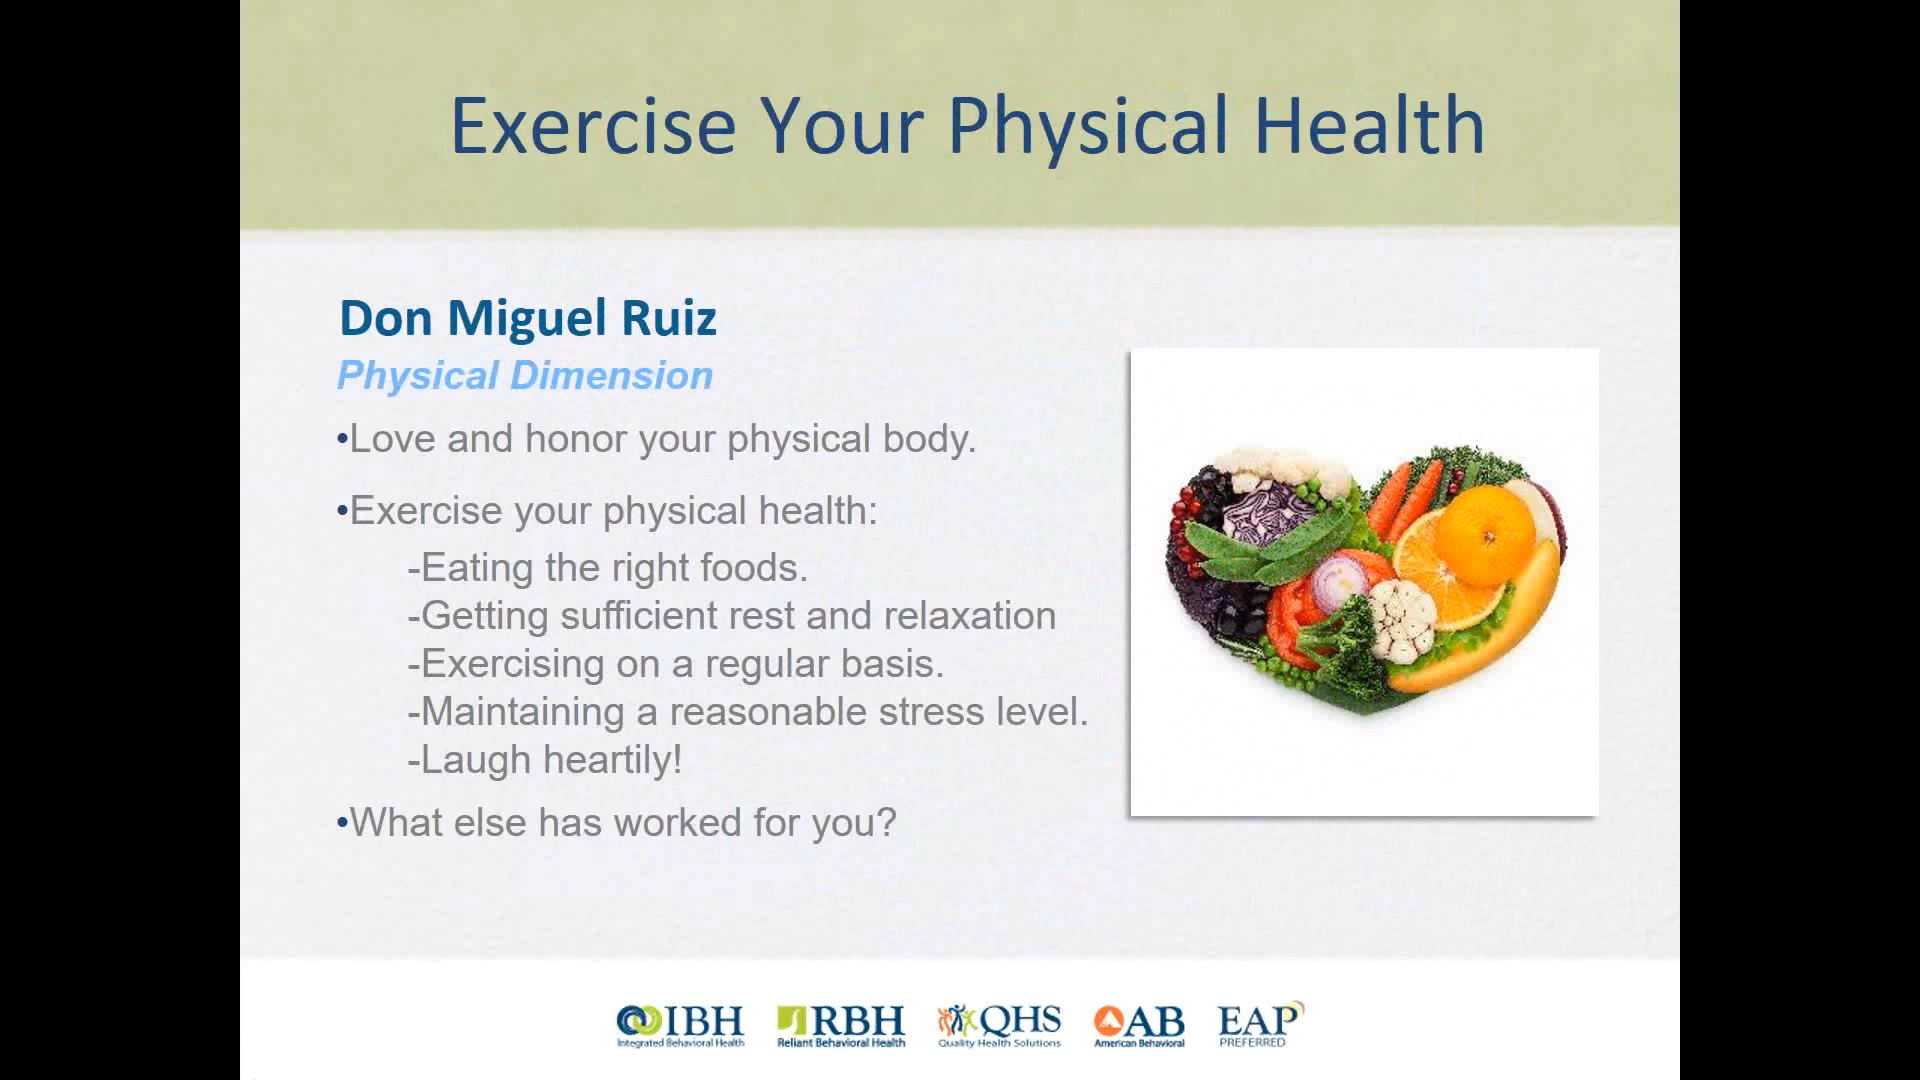 Exercise Your Physical Health
Don Miguel Ruiz
Physical Dimension
•Love and honor your physical body.
•Exercise your physical health:
-Eating the right foods.
-Getting sufficient rest and relaxation
-Exercising on a regular basis.
-Maintaining a reasonable stress level.
-Laugh heartily!
•What else has worked for you?
IBH
Integrated Behavioral Health
RBH
Reliant Behavioral Health
QHS
Quality Health Solutions
AB
American Behavioral
EAP
PREFERRED